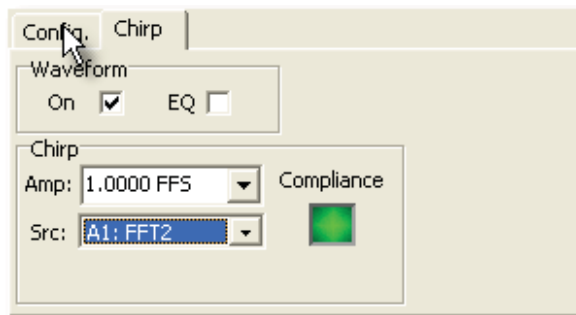 Config. Chirp
Waveform
On EQ
Chirp
Amp: 1.0000 FFS Compliance
Src: A1: FFT2